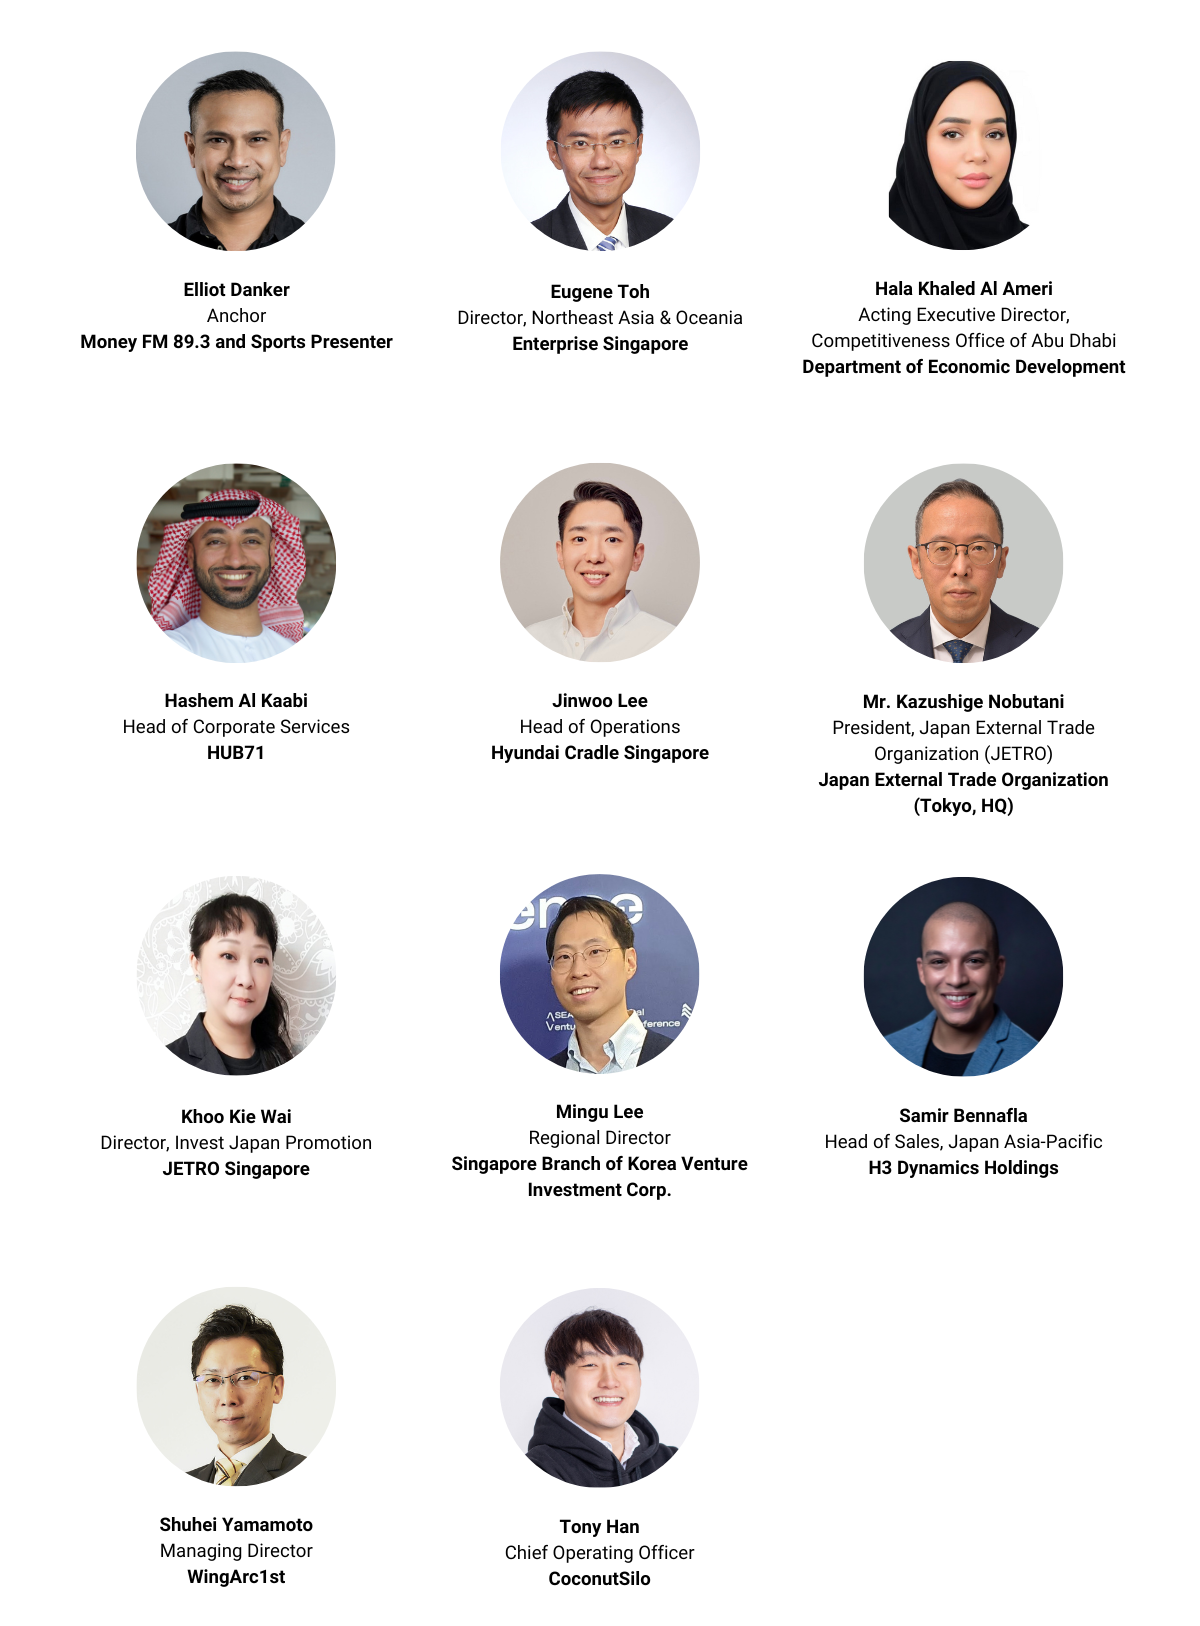 Elliot Danker
Anchor
Money FM 89.3 and Sports Presenter
Eugene Toh
Director, Northeast Asia & Oceania
Enterprise Singapore
Hala Khaled Al Ameri
Acting Executive Director,
Competitiveness Office of Abu Dhabi
Department of Economic Development
Hashem Al Kaabi
Head of Corporate Services
HUB71
Jinwoo Lee
Head of Operations
Hyundai Cradle Singapore
Mr. Kazushige Nobutani
President, Japan External Trade
Organization (JETRO)
Japan External Trade Organization
(Tokyo, HQ)
Khoo Kie Wai
Director, Invest Japan Promotion
JETRO Singapore
Mingu Lee
Regional Director
Singapore Branch of Korea Venture
Investment Corp.
Samir Bennafla
Head of Sales, Japan Asia-Pacific
H3 Dynamics Holdings
Shuhei Yamamoto
Managing Director
WingArc1st
Tony Han
Chief Operating Officer
CoconutSilo